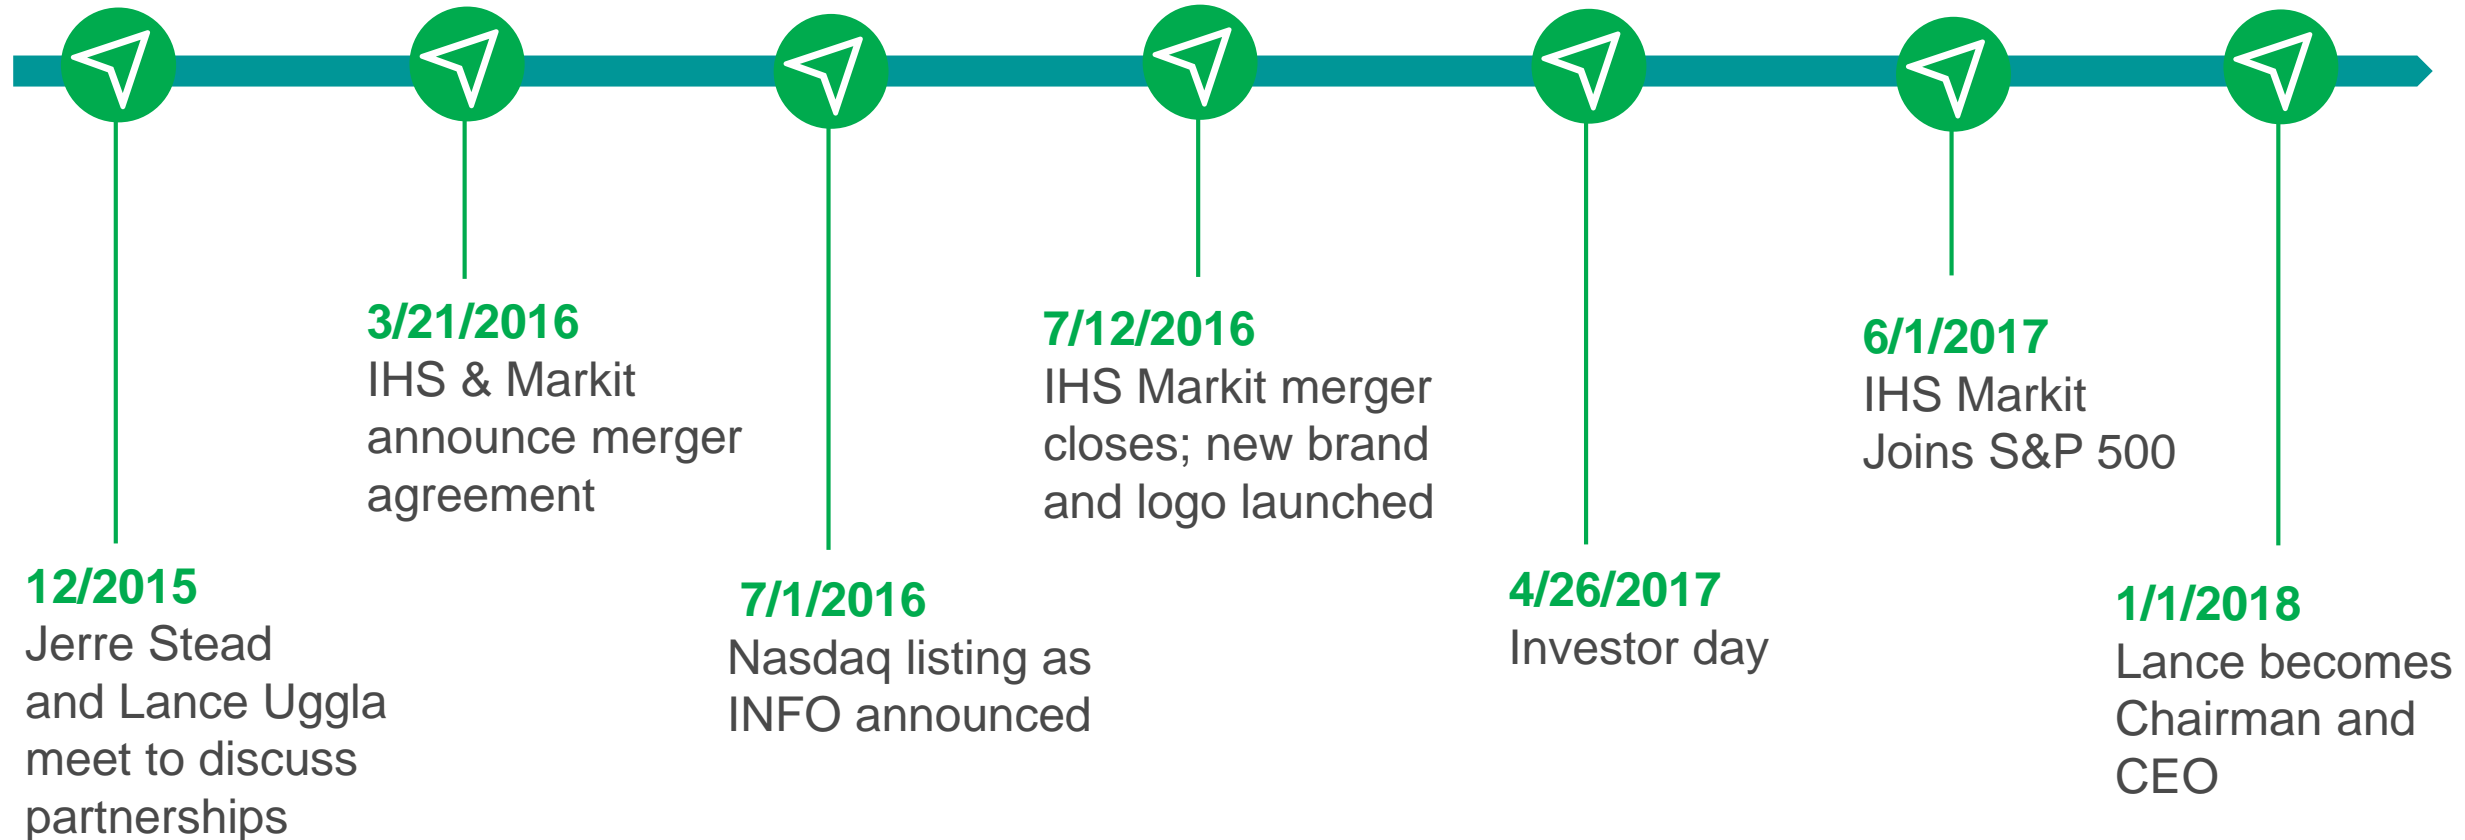 12/2015
Jerre Stead
and Lance Uggla
meet to discuss
partnerships
3/21/2016
IHS & Markit
announce merger
agreement
7/1/2016
Nasdaq listing as
INFO announced
7/12/2016
IHS Markit merger
closes; new brand
and logo launched
4/26/2017
Investor day
6/1/2017
IHS Markit
Joins S&P 500
1/1/2018
Lance becomes
Chairman and
CEO